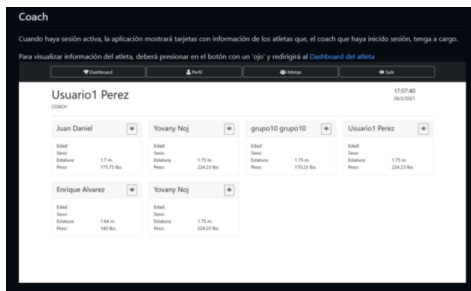 Coach
Cuando haya sesión activa, la aplicación mostrará tarjetas con información de los atletas que, el coach que haya inicido sesión, tenga a cargo.
Para visualizar información del atleta, deberá presionar en el botón con un 'ojo' y redirigirá al Dashboard del atleta
Dashboard Perfil Atletas Salir
Usuario1 Perez 17:07:40
COACH 26/3/2021
Juan Daniel Yovany Noj grupo10 grupo10 Usuario1 Perez
Edad: Edad: Edad: Edad:
Sexo: Sexo: Sexo: Sexo:
Estatura: 1.7 m. Estatura: 1.75 m. Estatura: 1.75 m. Estatura: 1.75 m.
Peso: 175.75 lbs. Peso: 224.23 lbs. Peso: 170.23 lbs. Peso: 224.23 lbs.
Enrique Alvarez Yovany Noj
Edad: Edad:
Sexo: Sexo:
Estatura: 1.64 m. Estatura: 1.75 m.
Peso: 140 lbs. Peso: 224.23 lbs.